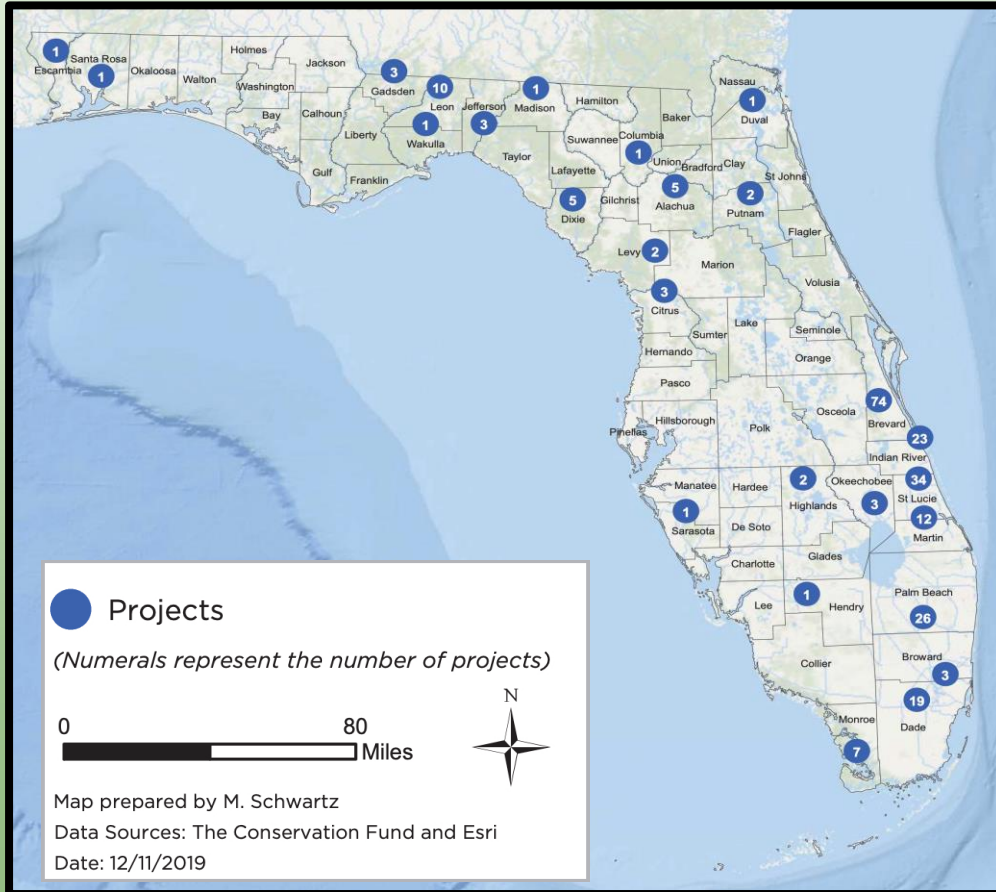 Holmes
1
Santa Rosa
Jackson
Escambia
1
Okaloosa
Walton
Washington
3
Gadsden
10
1
Nassau
Bay
Calhoun
Leon
Jefferson
Madison
Hamilton
1
Liberty
1
3
Baker
Duval
Wakulla
Suwannee
Columbia
Gulf
Franklin
Taylor
1
Union
Bradford
Clay
Lafayette
St Johns
5
Gilchrist
5
2
Dixie
Alachua
Putnam
Flagler
Levy
2
Marion
3
Volusia
Citrus
Lake
Sumter
Seminole
Hernando
Orange
Pasco
74
Osceola
Hillsborough
Polk
Brevard
Pinellas
23
Indian River
Manatee
Hardee
2
Okeechobee
34
Highlands
3
St Lucie
1
12
Sarasota
De Soto
Martin
Charlotte
Glades
1
Palm Beach
Lee
Hendry
26
Broward
Collier
3
19
Monroe
Dade
7
Projects
(Numerals represent the number of projects)
N
0 80
Miles
Map prepared by M. Schwartz
Data Sources: The Conservation Fund and Esri
Date: 12/11/2019